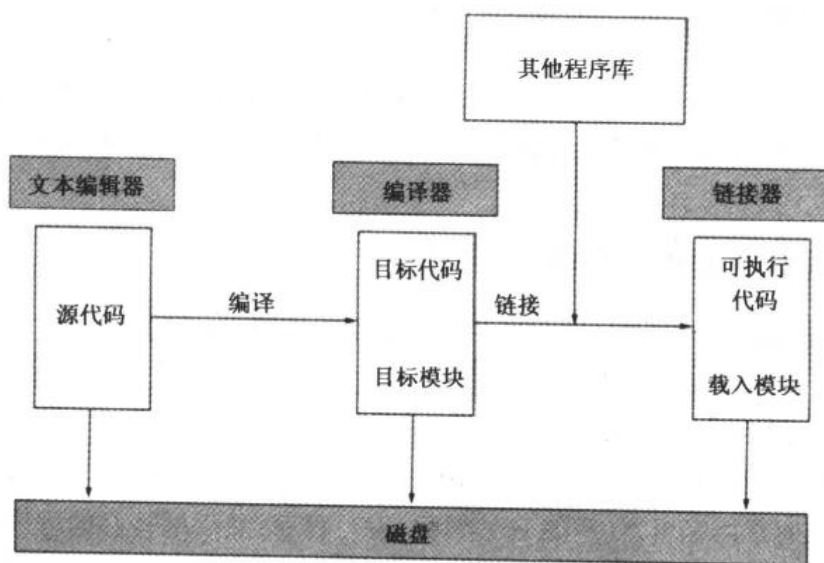 其他程序库
文本编辑器
编译器
链接器
源代码
编译
目标代码
目标模块
链接
可执行
代码
载入模块
磁盘